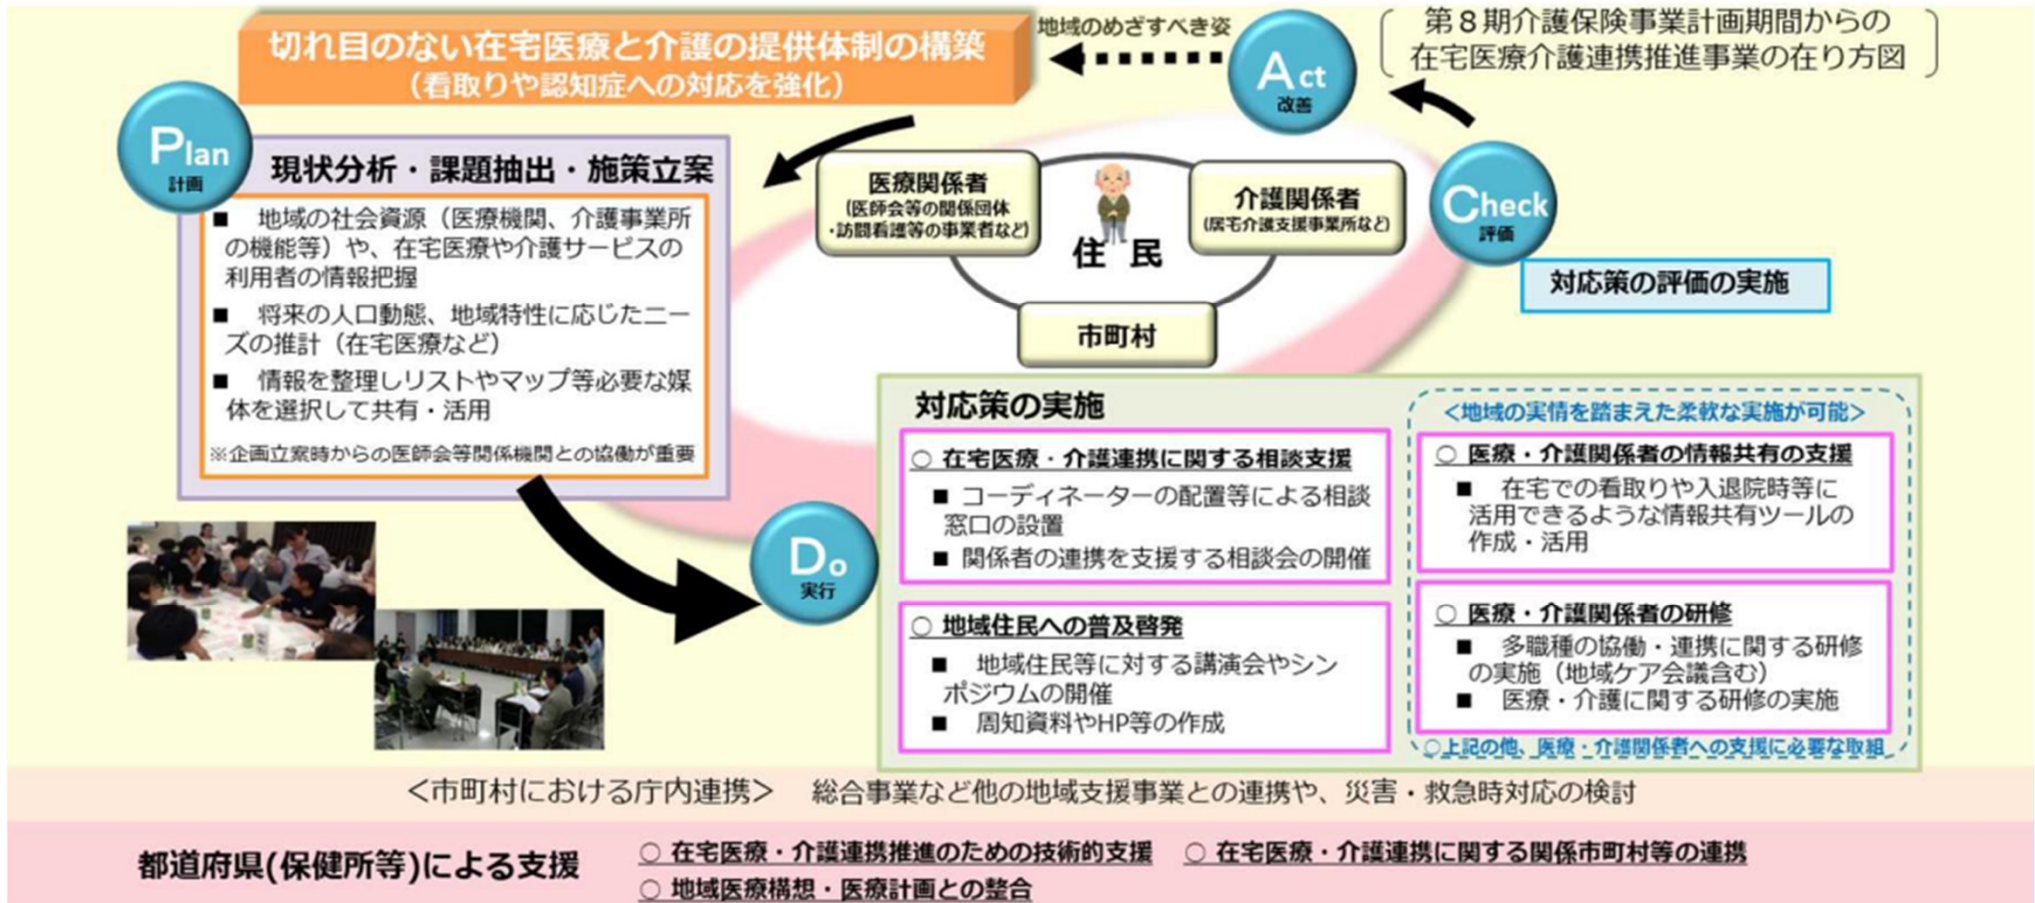 切れ目のない在宅医療と介護の提供体制の構築
（看取りや認知症への対応を強化）
地域のめざすべき姿
Act
改善
第８期介護保険事業計画期間からの
在宅医療介護連携推進事業の在り方図
Plan
計画
現状分析・課題抽出・施策立案
■ 地域の社会資源（医療機関、介護事業所
の機能等）や、在宅医療や介護サービスの
利用者の情報把握
■ 将来の人口動態、地域特性に応じたニー
ズの推計（在宅医療など）
■ 情報を整理しリストやマップ等必要な媒
体を選択して共有・活用
※企画立案時からの医師会等関係機関との協働が重要
医療関係者
(医師会等の関係団体
・訪問看護等の事業者など)
住 民
介護関係者
(居宅介護支援事業所など)
市町村
Check
評価
対応策の評価の実施
Do
実行
対応策の実施
○ 在宅医療・介護連携に関する相談支援
■ コーディネーターの配置等による相談
窓口の設置
■ 関係者の連携を支援する相談会の開催
○ 地域住民への普及啓発
■ 地域住民等に対する講演会やシン
ポジウムの開催
■ 周知資料やHP等の作成
<地域の実情を踏まえた柔軟な実施が可能>
○ 医療・介護関係者の情報共有の支援
■ 在宅での看取りや入退院時等に
活用できるような情報共有ツールの
作成・活用
○ 医療・介護関係者の研修
■ 多職種の協働・連携に関する研修
の実施（地域ケア会議含む）
■ 医療・介護に関する研修の実施
○上記の他、医療・介護関係者への支援に必要な取組
<市町村における庁内連携> 総合事業など他の地域支援事業との連携や、災害・救急時対応の検討
都道府県(保健所等)による支援
○ 在宅医療・介護連携推進のための技術的支援 ○ 在宅医療・介護連携に関する関係市町村等の連携
○ 地域医療構想・医療計画との整合